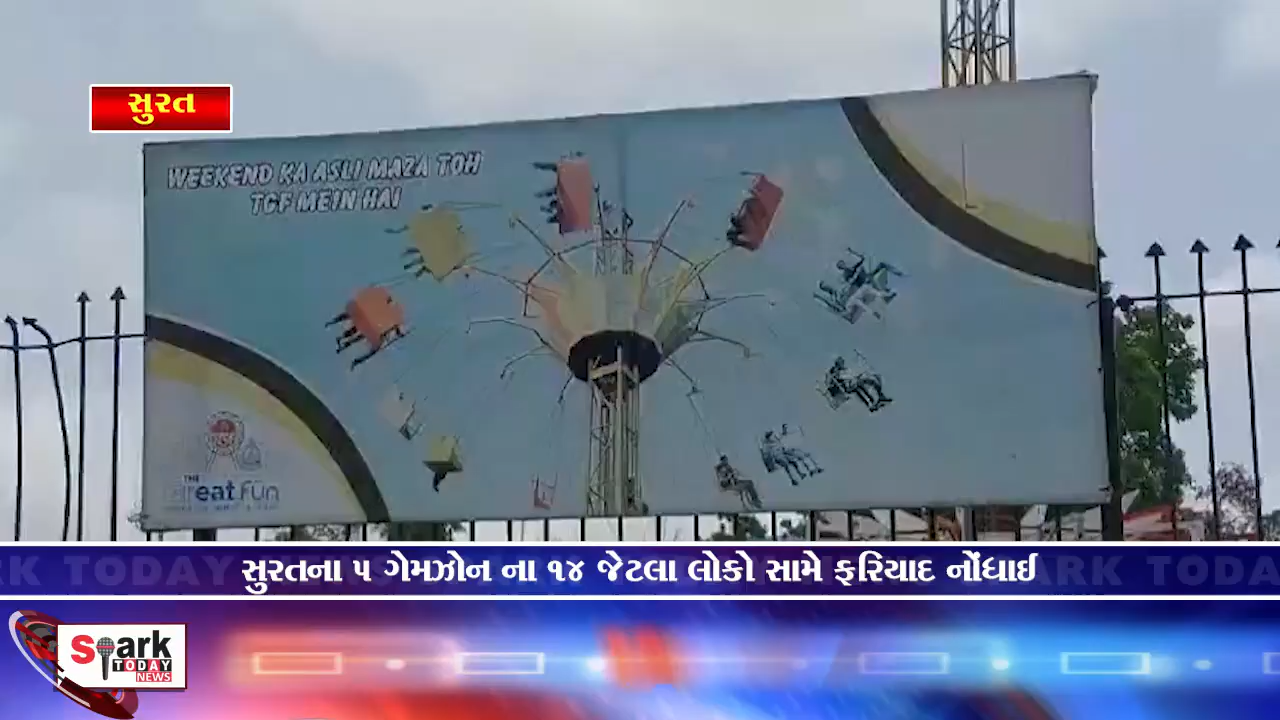 સુરત
WEEKEND KA ASLI MAZA TOH
TGF MEIN HAI
THE
Great Fun
સુરતના ૫ ગેમઝોન ના ૧૪ જેટલા લોકો સામે ફરિયાદ નોંધાઈ
Spark
TODAY
NEWS